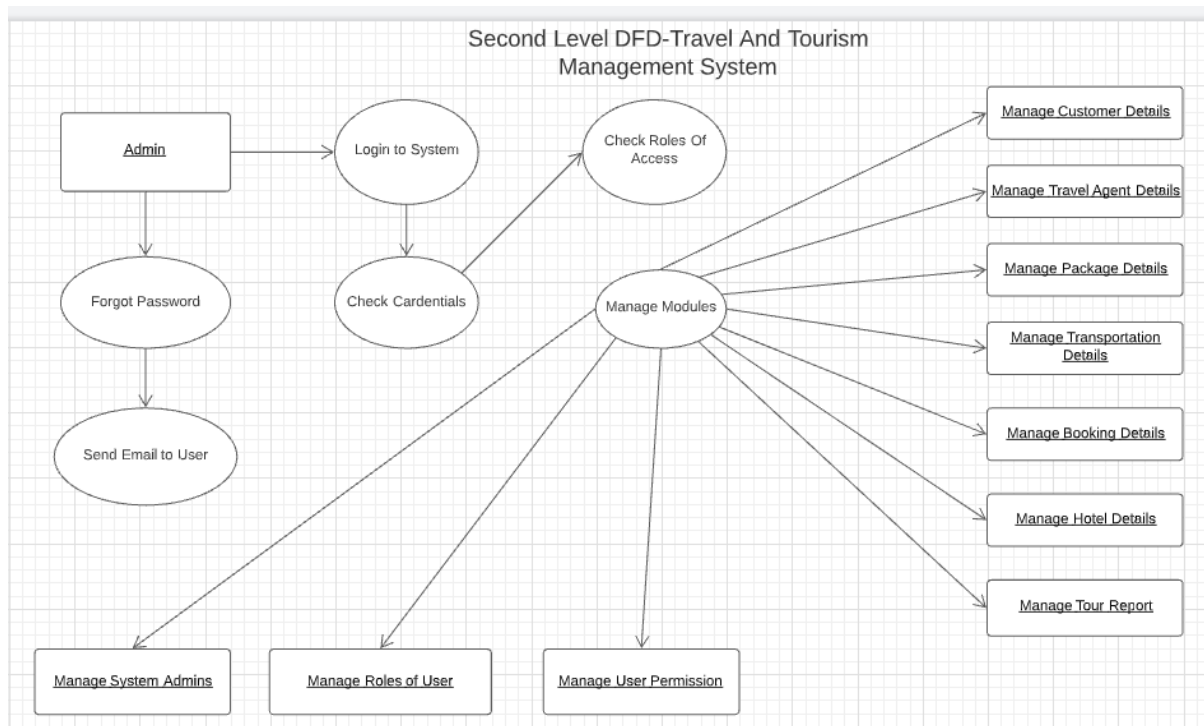 Second Level DFD-Travel And Tourism
Management System
Admin
Login to System
Check Roles Of
Access
Manage Customer Details
Manage Travel Agent Details
Manage Package Details
Forgot Password
Check Cardentials
Manage Modules
Manage Transportation
Details
Manage Booking Details
Send Email to User
Manage Hotel Details
Manage Tour Report
Manage System Admins
Manage Roles of User
Manage User Permission